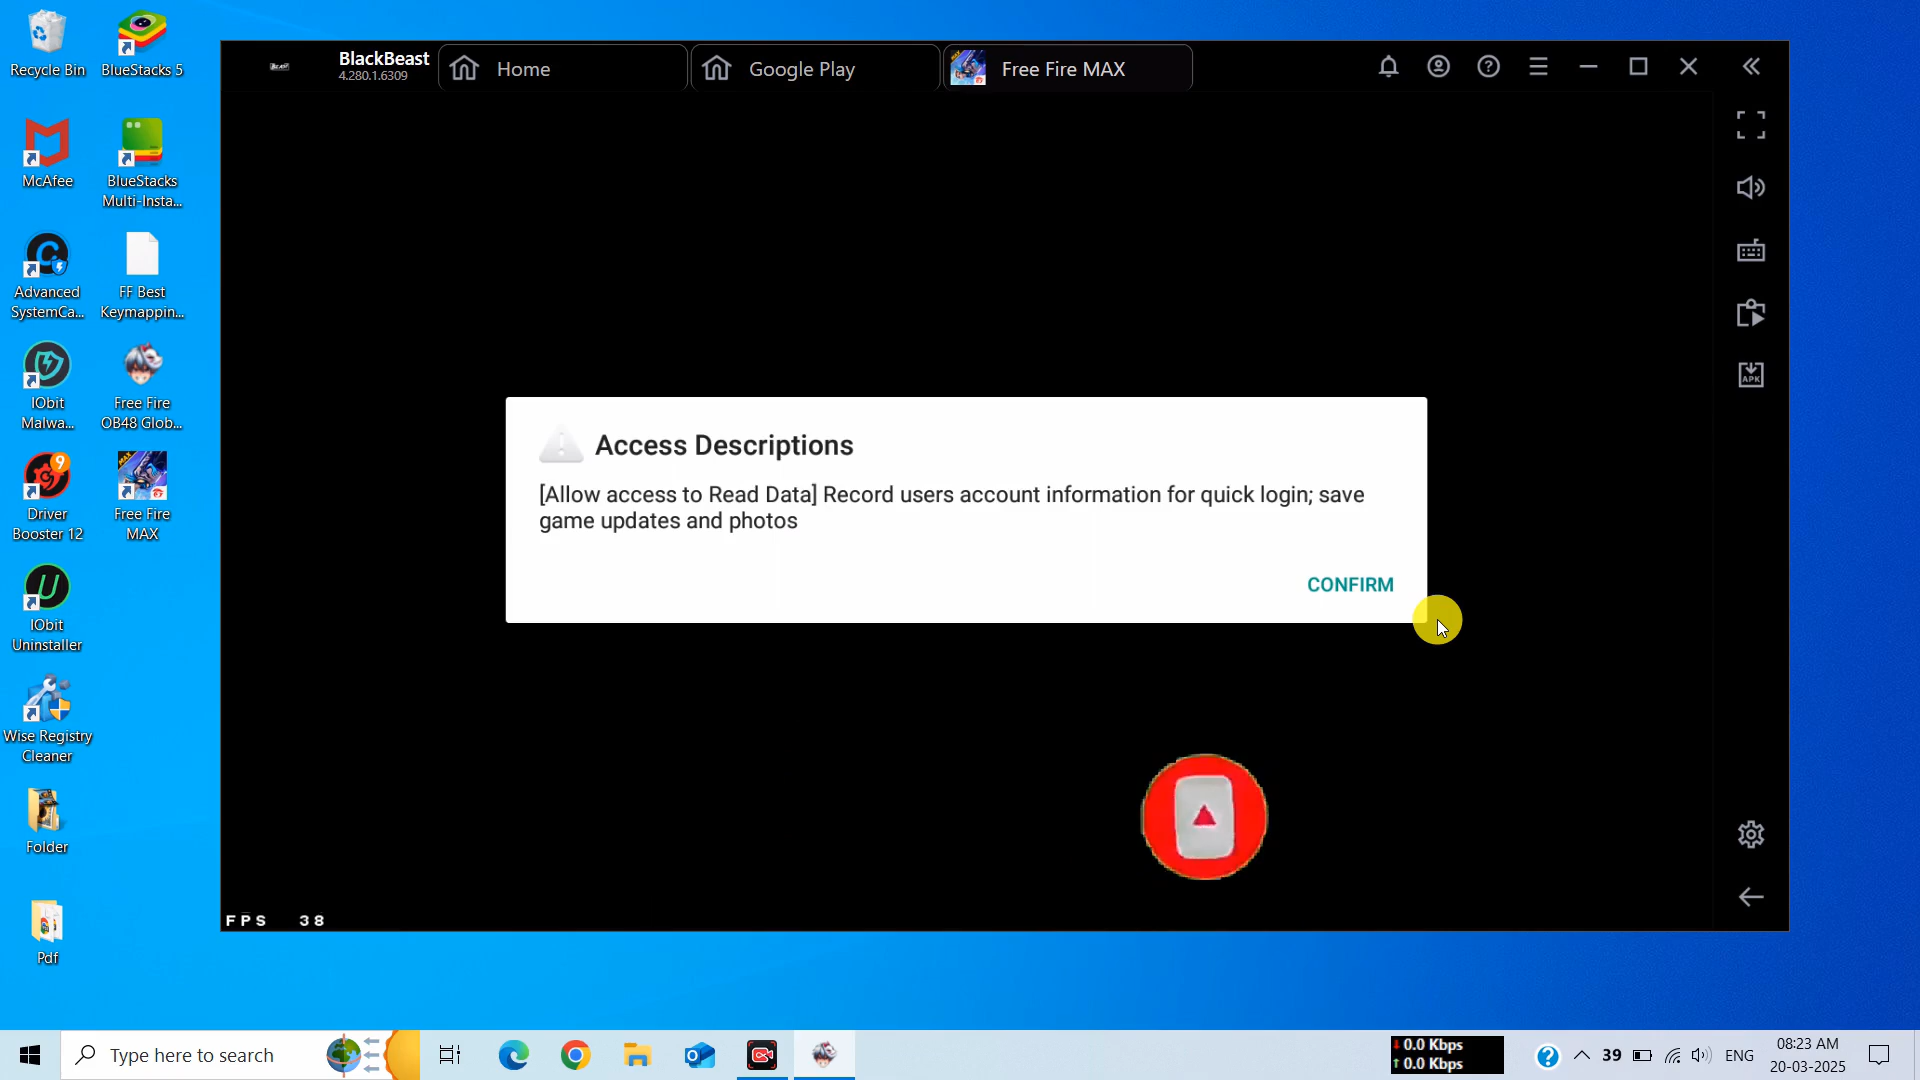 Recycle Bin
BlueStacks 5
McAfee
BlueStacks
Multi-Insta...
Advanced
SystemCa...
FF Best
Keymappin...
IObit
Malwa...
Free Fire
OB48 Glob...
9
Driver
Booster 12
MAX
Free Fire
MAX
IObit
Uninstaller
Wise Registry
Cleaner
Folder
Pdf
BEAST
BlackBeast
4.280.1.6309
Home
Google Play
Free Fire MAX
APK
Access Descriptions
[Allow access to Read Data] Record users account information for quick login; save
game updates and photos
CONFIRM
FPS 38
Type here to search
0.0 Kbps
0.0 Kbps
39
ENG
08:23 AM
20-03-2025